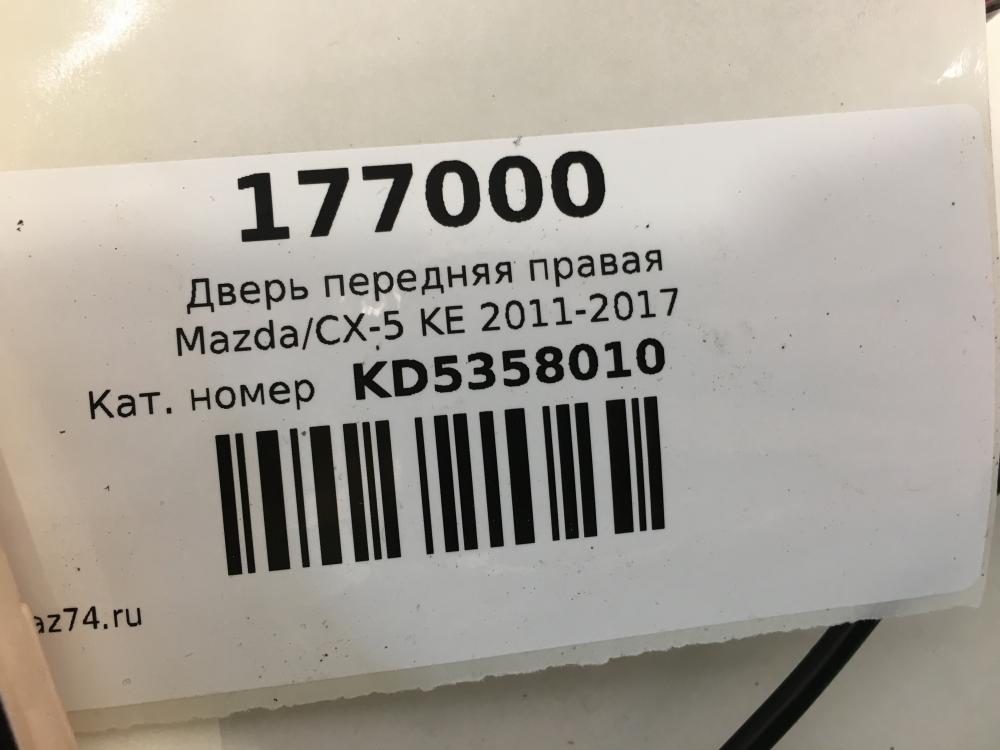 177000
Дверь передняя правая
Mazda/CX-5 KE 2011-2017
Кат. номер KD5358010
az74.ru